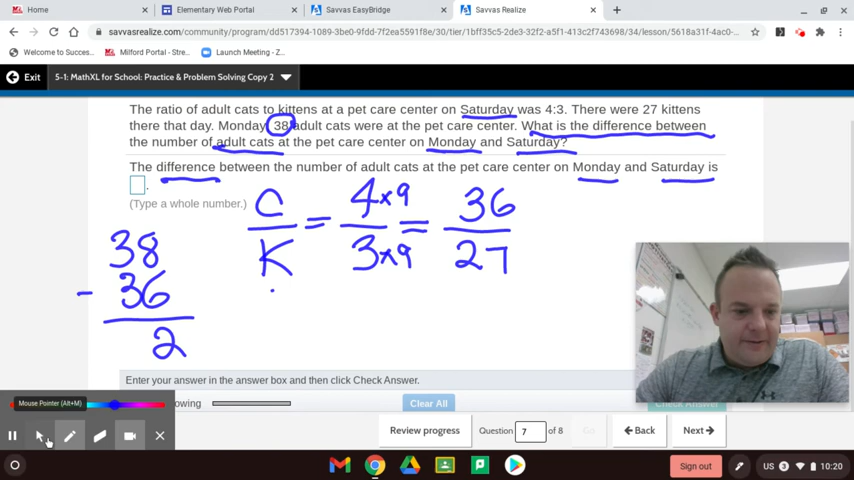 Home
Elementary Web Portal
Savvas EasyBridge
Savvas Realize
savvasrealize.com/community/program/dd517394-1089-3be0-9fdd-7f2ea5591f8e/30/tier/1bff35c5-2de3-32f2-a5f1-413c72d68943/34/lesson/5618a31f-4ac0-...
Welcome to Succes...
Milford Portal - Str...
Launch Meeting - Z...
Exit
5-1: MathXL for School: Practice & Problem Solving Copy 2
The ratio of adult cats to kittens at a pet care center on Saturday was 4:3. There were 27 kittens
there that day. Monday, 38 adult cats were at the pet care center. What is the difference between
the number of adult cats at the pet care center on Monday and Saturday?
The difference between the number of adult cats at the pet care center on Monday and Saturday is
.
(Type a whole number.)
C = 4x9 = 36
K 3x9 27
38
- 36
2
Enter your answer in the answer box and then click Check Answer.
Mouse Pointer (Alt+M)
owing
Clear All
Check Answer
Review progress
Question 7 of 8
Go
Back
Next
Sign out
US 3 10:20